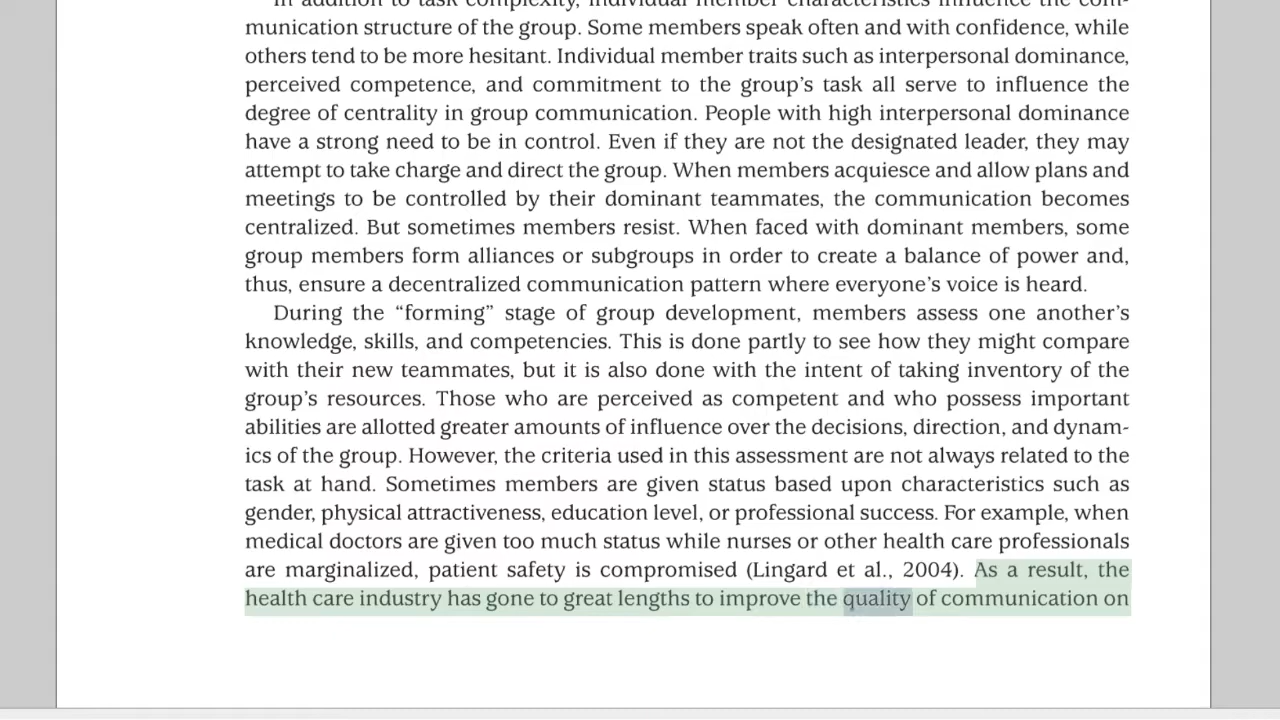 In addition to task complexity, individual member characteristics influence the com-
munication structure of the group. Some members speak often and with confidence, while
others tend to be more hesitant. Individual member traits such as interpersonal dominance,
perceived competence, and commitment to the group’s task all serve to influence the
degree of centrality in group communication. People with high interpersonal dominance
have a strong need to be in control. Even if they are not the designated leader, they may
attempt to take charge and direct the group. When members acquiesce and allow plans and
meetings to be controlled by their dominant teammates, the communication becomes
centralized. But sometimes members resist. When faced with dominant members, some
group members form alliances or subgroups in order to create a balance of power and,
thus, ensure a decentralized communication pattern where everyone’s voice is heard.
During the “forming” stage of group development, members assess one another’s
knowledge, skills, and competencies. This is done partly to see how they might compare
with their new teammates, but it is also done with the intent of taking inventory of the
group’s resources. Those who are perceived as competent and who possess important
abilities are allotted greater amounts of influence over the decisions, direction, and dynam-
ics of the group. However, the criteria used in this assessment are not always related to the
task at hand. Sometimes members are given status based upon characteristics such as
gender, physical attractiveness, education level, or professional success. For example, when
medical doctors are given too much status while nurses or other health care professionals
are marginalized, patient safety is compromised (Lingard et al., 2004). As a result, the
health care industry has gone to great lengths to improve the quality of communication on